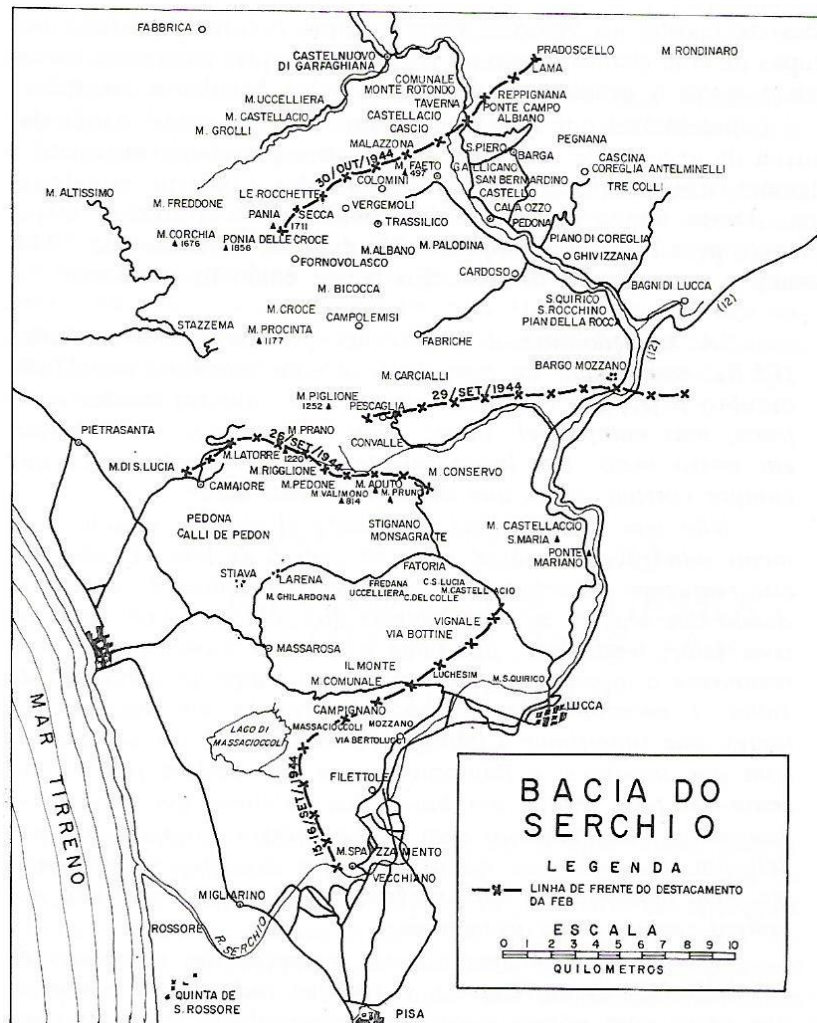 FABBRICA
CASTELNUOVO
DI GARFAGHIANA
PRADOSCELLO
M. RONDINARO
LAMA
COMUNALE
MONTE ROTONDO
TAVERNA
REPPIGNANA
PONTE CAMPO
ALBIANO
M. UCCELLIERA
M. CASTELLACIO
M. GROLLI
CASTELLACIO
CASCIO
MALAZZONA
S. PIERO
BARGA
PEGNANA
CASCINA
COREGLIA ANTELMINELLI
TRE COLLI
30/OUT/1944
M. FAETO
497
COLOMINI
GALLICANO
SAN BERNARDINO
CASTELLO
CALA OZZO
PEDONA
M. ALTISSIMO
M. FREDDONE
LE ROCCHETTE
VERGEMOLI
PANIA SECCA
1711
TRASSILICO
M. CORCHIA
1676
PONIA DELLE CROCE
1856
FORNOVOLASCO
M. ALBANO
M. PALODINA
PIANO DI COREGLIA
GHIVIZZANA
CARDOSO
M. BICOCCA
BAGNI DI LUCCA
(12)
M. CROCE
CAMPOLEMISI
S. QUIRICO
S. ROCCHINO
PIAN DELLA ROCCA
(12)
STAZZEMA
M. PROCINTA
1177
FABRICHE
BARGO MOZZANO
M. CARCIALLI
29/SET/1944
M. PIGLIONE
1252
PESCAGLIA
CONVALLE
PIETRASANTA
M. PRANO
26/SET/1944
M. LATORRE
1220
M. DI S. LUCIA
M. RIGGLIONE
M. CONSERVO
CAMAIORE
M. PEDONE
M. AOUTO
M. VALIMONO
814
M. PRUNO
PEDONA
CALLI DE PEDON
STIGNANO
MONSAGRATE
M. CASTELLACCIO
S. MARIA
PONTE
MARIANO
FATORIA
STIAVA
LARENA
M. GHILARDONA
FREDANA
UCCELLIERA
C.S. LUCIA
C. DEL COLLE
M. CASTELLACIO
VIGNALE
VIA BOTTINE
MASSAROSA
IL MONTE
M. COMUNALE
LUCHESIM
M. S. QUIRICO
LUCCA
CAMPIGNANO
MASSACIOCCOLI
MOZZANO
VIA BERTOLUCCI
LAGO DI
MASSACIOCCOLI
15-16/SET/1944
FILETTOLE
M. SPAZZAMENTO
VECCHIANO
MAR TIRRENO
MIGLIARINO
R. SERCHIO
ROSSORE
QUINTA DE
S. ROSSORE
PISA
BACIA DO
SERCHIO
LEGENDA
LINHA DE FRENTE DO DESTACAMENTO
DA FEB
ESCALA
0 1 2 3 4 5 6 7 8 9 10
QUILOMETROS